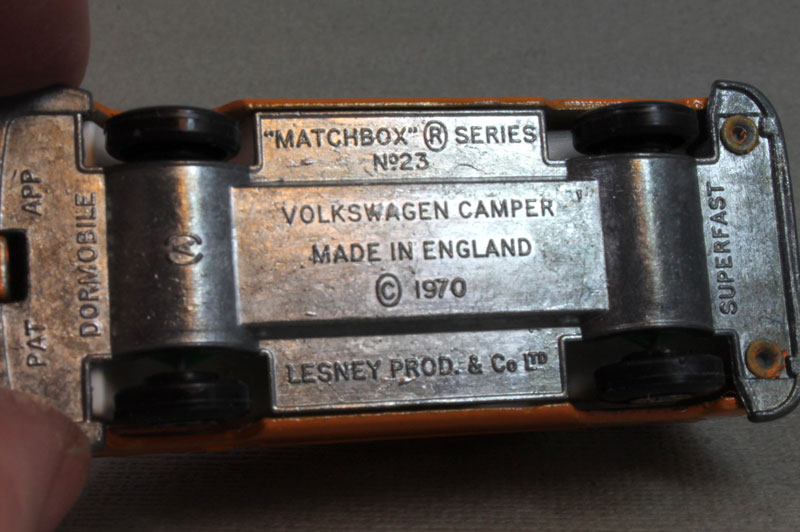 "MATCHBOX" ® SERIES
Nº23
VOLKSWAGEN CAMPER
MADE IN ENGLAND
© 1970
LESNEY PROD. & Co LTD
PAT APP
DORMOBILE
SUPERFAST